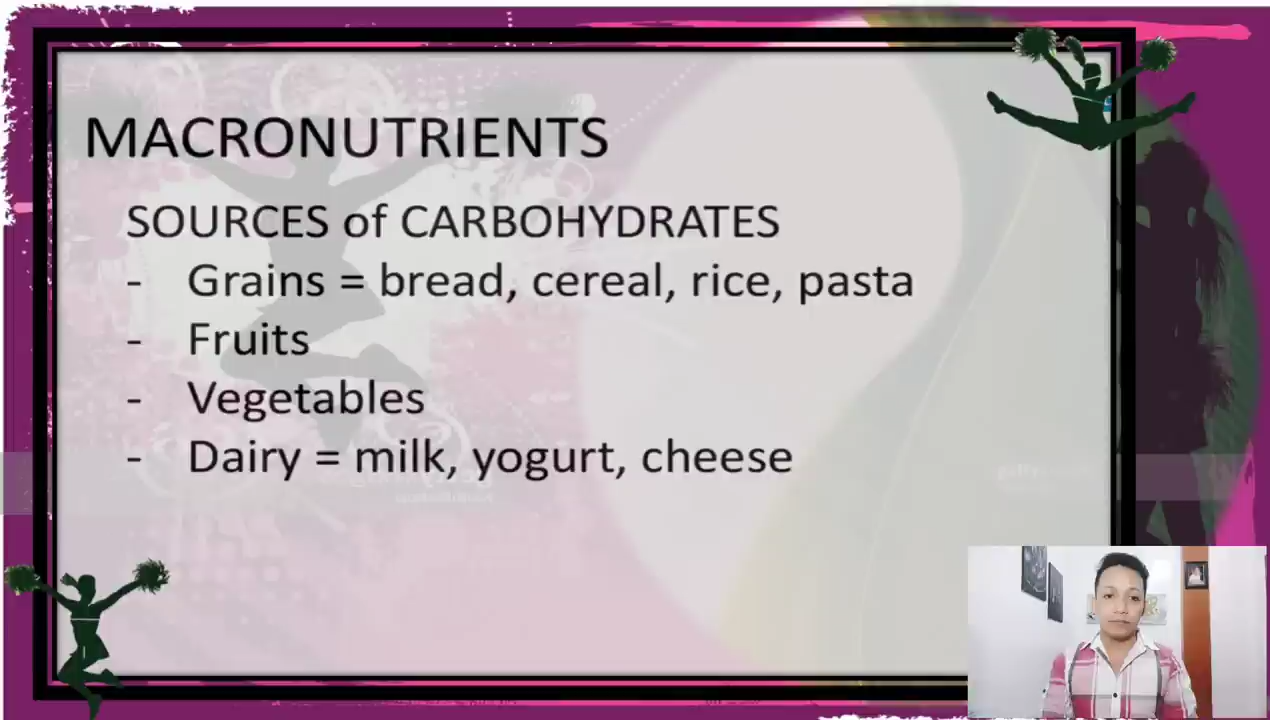 MACRONUTRIENTS
SOURCES of CARBOHYDRATES
- Grains = bread, cereal, rice, pasta
- Fruits
- Vegetables
- Dairy = milk, yogurt, cheese